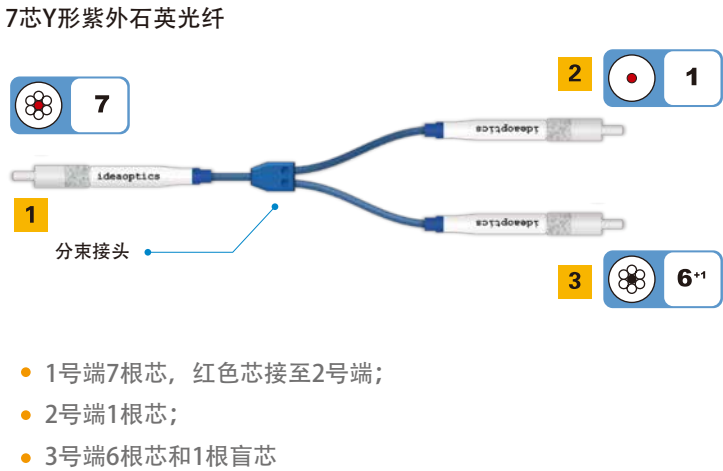 7芯Y形紫外石英光纤
2
1
7
ideaoptics
ideaoptics
1
分束接头
ideaoptics
3
6+1
1号端7根芯，红色芯接至2号端；
2号端1根芯；
3号端6根芯和1根盲芯